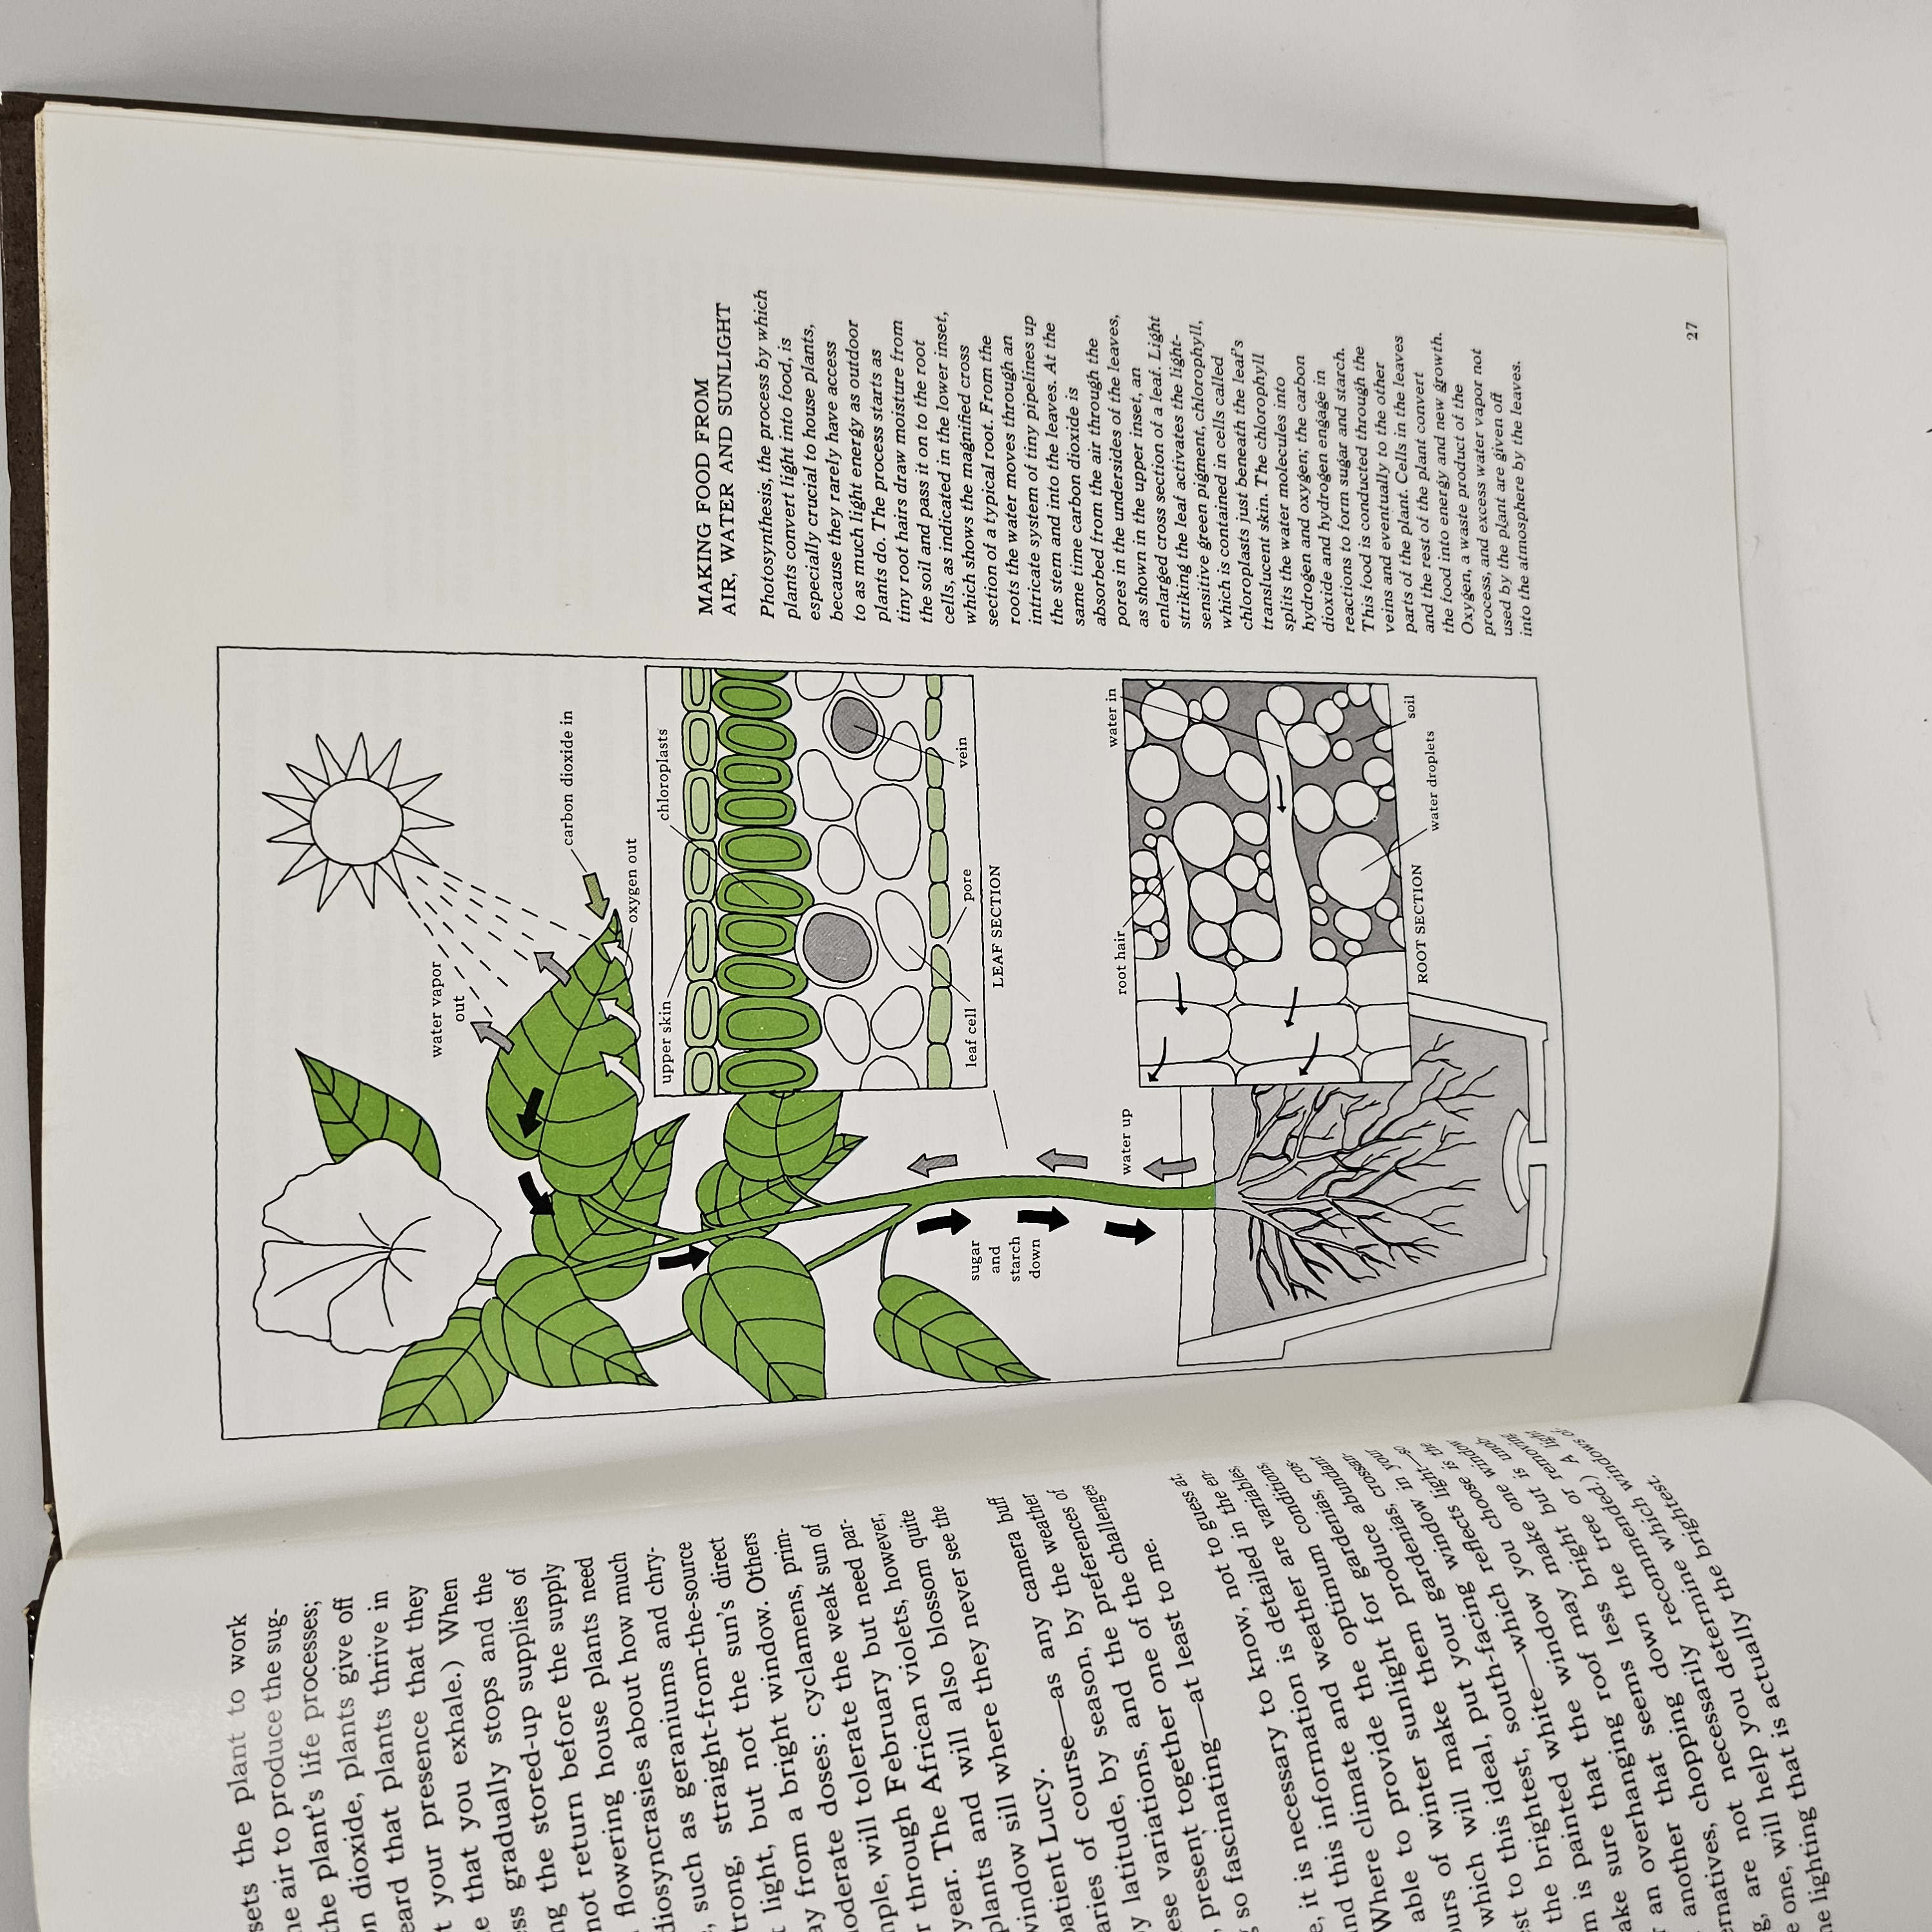 sets the plant to work
he air to produce the sug-
the plant's life processes;
on dioxide, plants give off
eard that plants thrive in
t your presence that they
e that you exhale.) When
ess gradually stops and the
ng the stored-up supplies of
not return before the supply
flowering house plants need
diosyncrasies about how much
, such as geraniums and chry-
trong, straight-from-the-source
t light, but not the sun's direct
ay from a bright window. Others
moderate doses: cyclamens, prim-
mple, will tolerate the weak sun of
r through February but need par-
year. The African violets, however,
plants and will also blossom quite
window sill where they never see the
patient Lucy.
aries of course—as any camera buff
by latitude, by season, by the weather
ese variations, and the preferences of
, present together one of the challenges
g so fascinating—at least to me.
e, it is necessary to know, not to guess at,
and this information is detailed in the en-
Where climate and weather are variables,
able to provide the optimum conditions,
ours of winter sunlight for gardenias, cros-
which will make them produce abundant
est to this ideal, put your gardenias, crossan-
the brightest, south-facing window in your
m is painted white—which reflects light—so
ake sure that the window you choose is the
r an overhanging roof may make one window
another that seems less bright but is unob-
ernatives, chopping down the tree or removing
g, are not necessarily recommended.) A light
e one, will help you determine which windows of-
he lighting that is actually the brightest.
water vapor
out
carbon dioxide in
oxygen out
upper skin
chloroplasts
leaf cell
pore
vein
LEAF SECTION
sugar
and
starch
down
water up
root hair
water in
ROOT SECTION
water droplets
soil
MAKING FOOD FROM
AIR, WATER AND SUNLIGHT
Photosynthesis, the process by which
plants convert light into food, is
especially crucial to house plants,
because they rarely have access
to as much light energy as outdoor
plants do. The process starts as
tiny root hairs draw moisture from
the soil and pass it on to the root
cells, as indicated in the lower inset,
which shows the magnified cross
section of a typical root. From the
roots the water moves through an
intricate system of tiny pipelines up
the stem and into the leaves. At the
same time carbon dioxide is
absorbed from the air through the
pores in the undersides of the leaves,
as shown in the upper inset, an
enlarged cross section of a leaf. Light
striking the leaf activates the light-
sensitive green pigment, chlorophyll,
which is contained in cells called
chloroplasts just beneath the leaf's
translucent skin. The chlorophyll
splits the water molecules into
hydrogen and oxygen; the carbon
dioxide and hydrogen engage in
reactions to form sugar and starch.
This food is conducted through the
veins and eventually to the other
parts of the plant. Cells in the leaves
and the rest of the plant convert
the food into energy and new growth.
Oxygen, a waste product of the
process, and excess water vapor not
used by the plant are given off
into the atmosphere by the leaves.
27